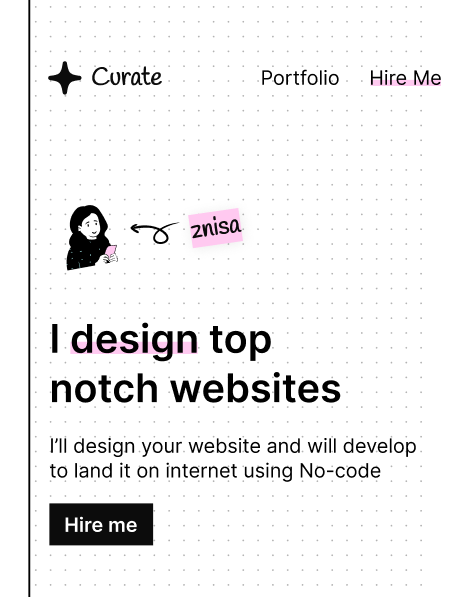 Curate
Portfolio
Hire Me
znisa
I design top
notch websites
I'll design your website and will develop
to land it on internet using No-code
Hire me